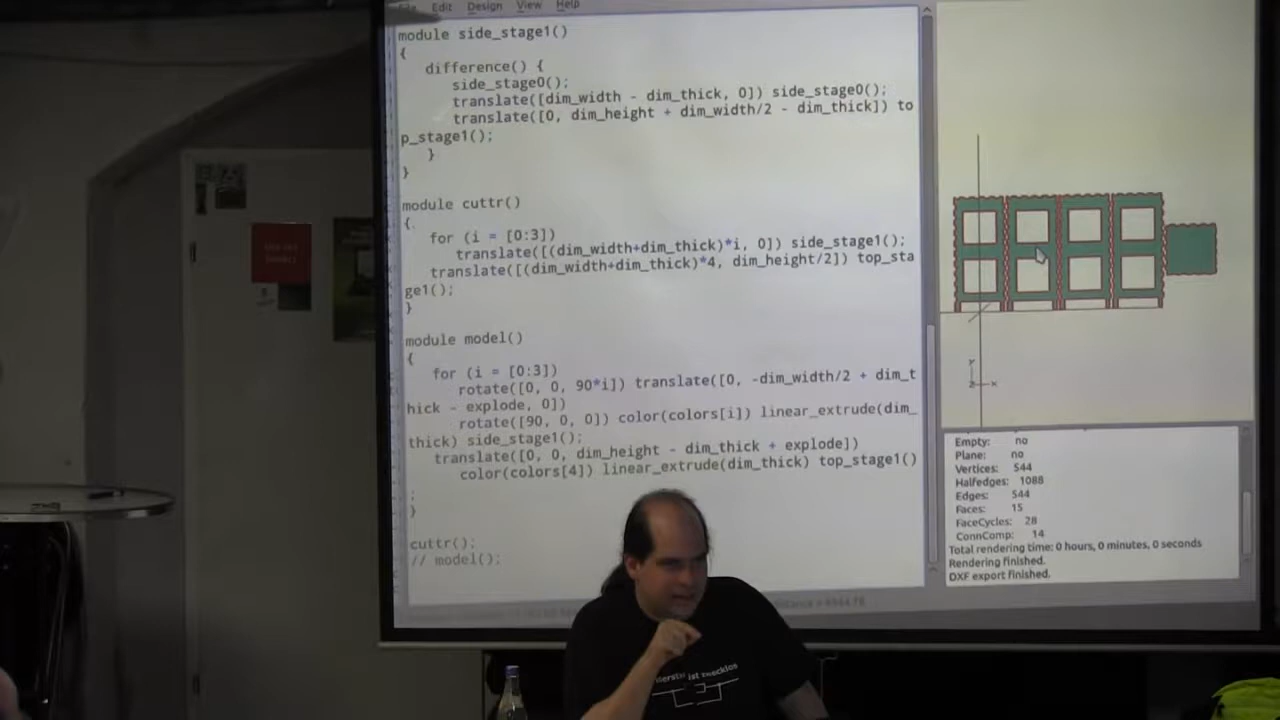 Edit Design View Help
module side_stage1()
{
difference() {
side_stage0();
translate([dim_width - dim_thick, 0]) side_stage0();
translate([0, dim_height + dim_width/2 - dim_thick]) to
p_stage1();
}
}
module cuttr()
{
for (i = [0:3])
translate([(dim_width+dim_thick)*i, 0]) side_stage1();
translate([(dim_width+dim_thick)*4, dim_height/2]) top_sta
ge1();
}
module model()
{
for (i = [0:3])
rotate([0, 0, 90*i]) translate([0, -dim_width/2 + dim_t
hick - explode, 0])
rotate([90, 0, 0]) color(colors[i]) linear_extrude(dim_
thick) side_stage1();
translate([0, 0, dim_height - dim_thick + explode])
color(colors[4]) linear_extrude(dim_thick) top_stage1()
;
}
cuttr();
// model();
Y
x
Empty: no
Plane: no
Vertices: 544
Halfedges: 1088
Edges: 544
Faces: 15
FaceCycles: 28
ConnComp: 14
Total rendering time: 0 hours, 0 minutes, 0 seconds
Rendering finished.
DXF export finished.
ist zwecklos